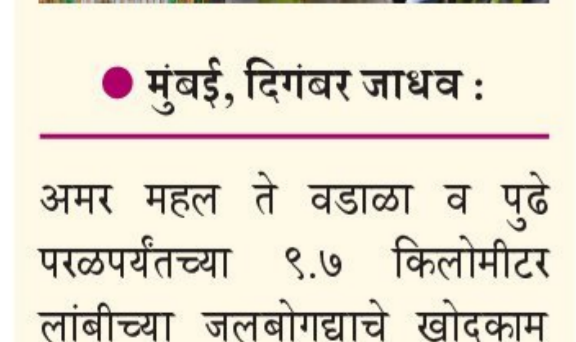 ● मुंबई, दिगंबर जाधव :
अमर महल ते वडाळा व पुढे
परळपर्यंतच्या ९.७ किलोमीटर
लांबीच्या जलबोगद्याचे खोदकाम